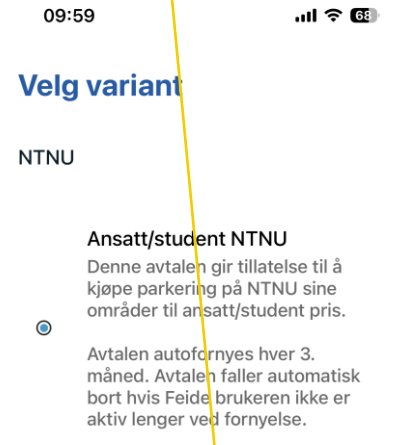 09:59
68
Velg variant
NTNU
Ansatt/student NTNU
Denne avtalen gir tillatelse til å
kjøpe parkering på NTNU sine
områder til ansatt/student pris.
Avtalen autofornyes hver 3.
måned. Avtalen faller automatisk
bort hvis Feide brukeren ikke er
aktiv lenger ved fornyelse.